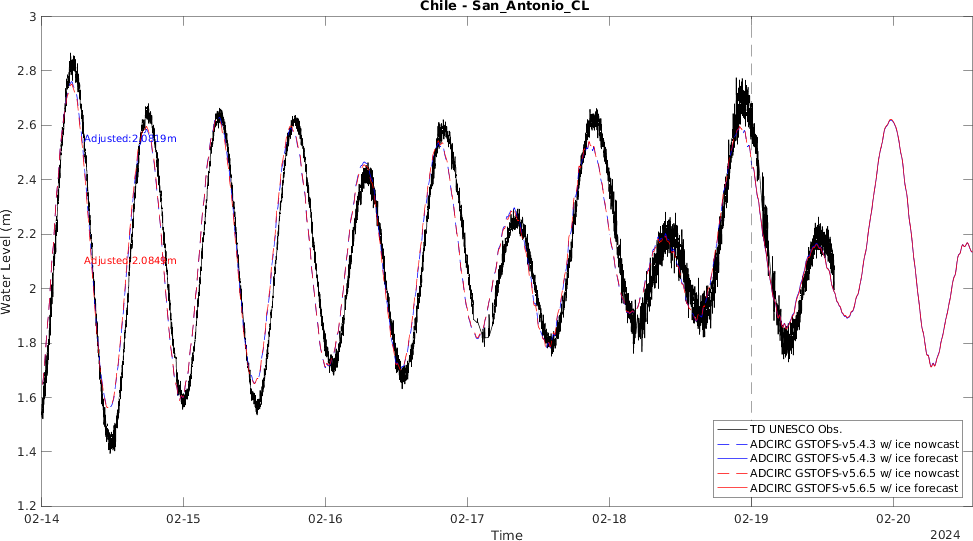 Chile - San_Antonio_CL
3
2.8
2.6
2.4
2.2
2
1.8
1.6
1.4
1.2
Water Level (m)
Adjusted:2.0819m
Adjusted:2.0849m
TD UNESCO Obs.
ADCIRC GSTOFS-v5.4.3 w/ ice nowcast
ADCIRC GSTOFS-v5.4.3 w/ ice forecast
ADCIRC GSTOFS-v5.6.5 w/ ice nowcast
ADCIRC GSTOFS-v5.6.5 w/ ice forecast
02-14 02-15 02-16 02-17 02-18 02-19 02-20
Time
2024